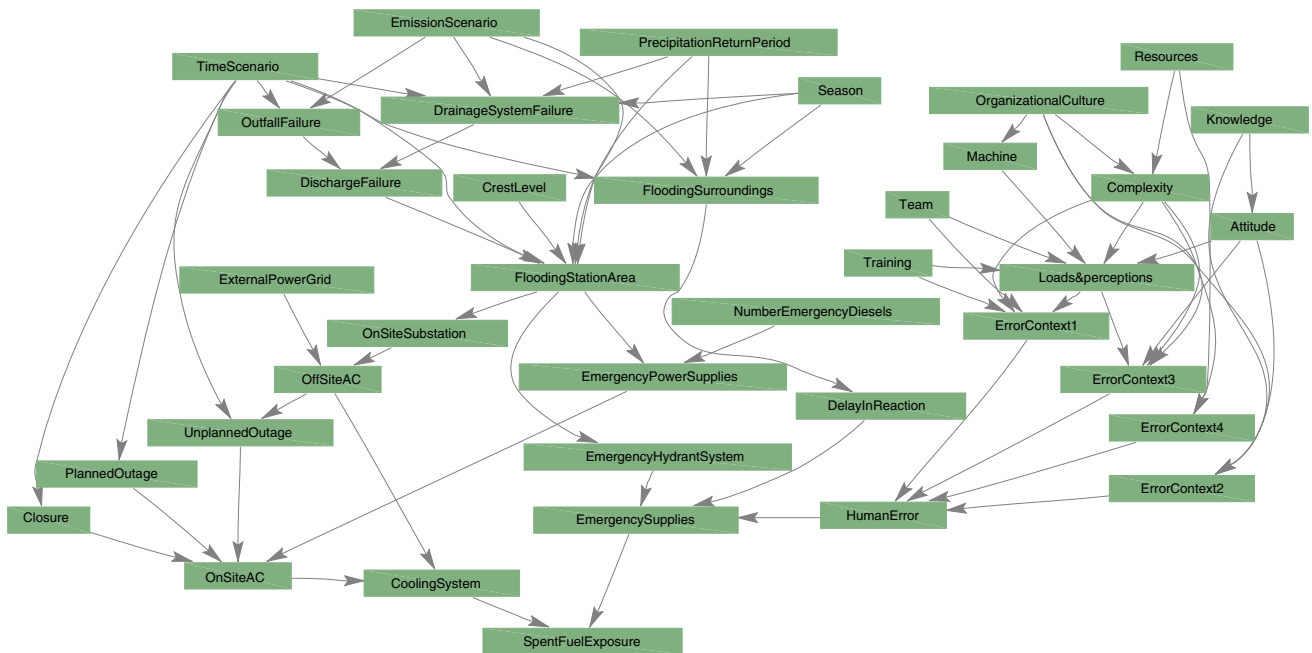 EmissionScenario
PrecipitationReturnPeriod
Resources
TimeScenario
Season
OrganizationalCulture
DrainageSystemFailure
OutfallFailure
Knowledge
Machine
DischargeFailure
CrestLevel
FloodingSurroundings
Complexity
Team
Attitude
Training
FloodingStationArea
Loads&perceptions
ExternalPowerGrid
NumberEmergencyDiesels
ErrorContext1
OnSiteSubstation
OffSiteAC
EmergencyPowerSupplies
ErrorContext3
DelayInReaction
UnplannedOutage
ErrorContext4
EmergencyHydrantSystem
PlannedOutage
ErrorContext2
Closure
EmergencySupplies
HumanError
OnSiteAC
CoolingSystem
SpentFuelExposure